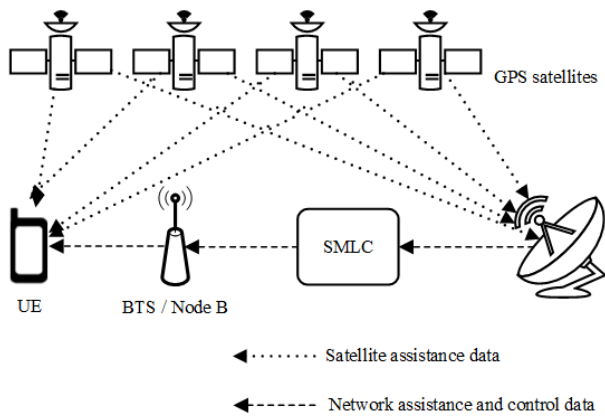 GPS satellites
SMLC
UE
BTS / Node B
Satellite assistance data
Network assistance and control data